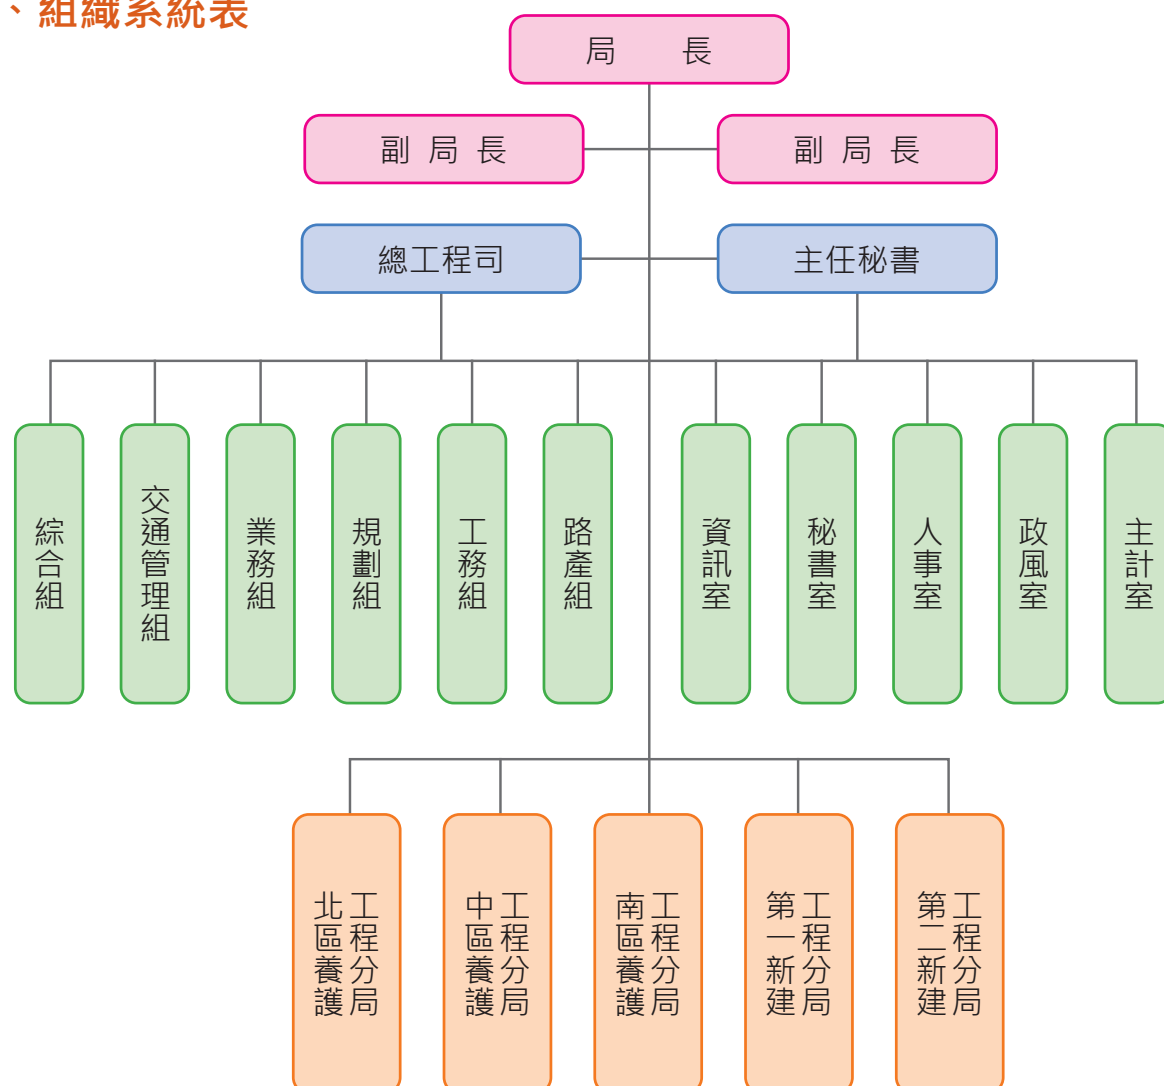 、組織系統表
局 長
副局長
副局長
總工程司
主任秘書
綜合組
交通管理組
業務組
規劃組
工務組
路產組
資訊室
秘書室
人事室
政風室
主計室
北區養護
工程分局
中區養護
工程分局
南區養護
工程分局
第一新建
工程分局
第二新建
工程分局